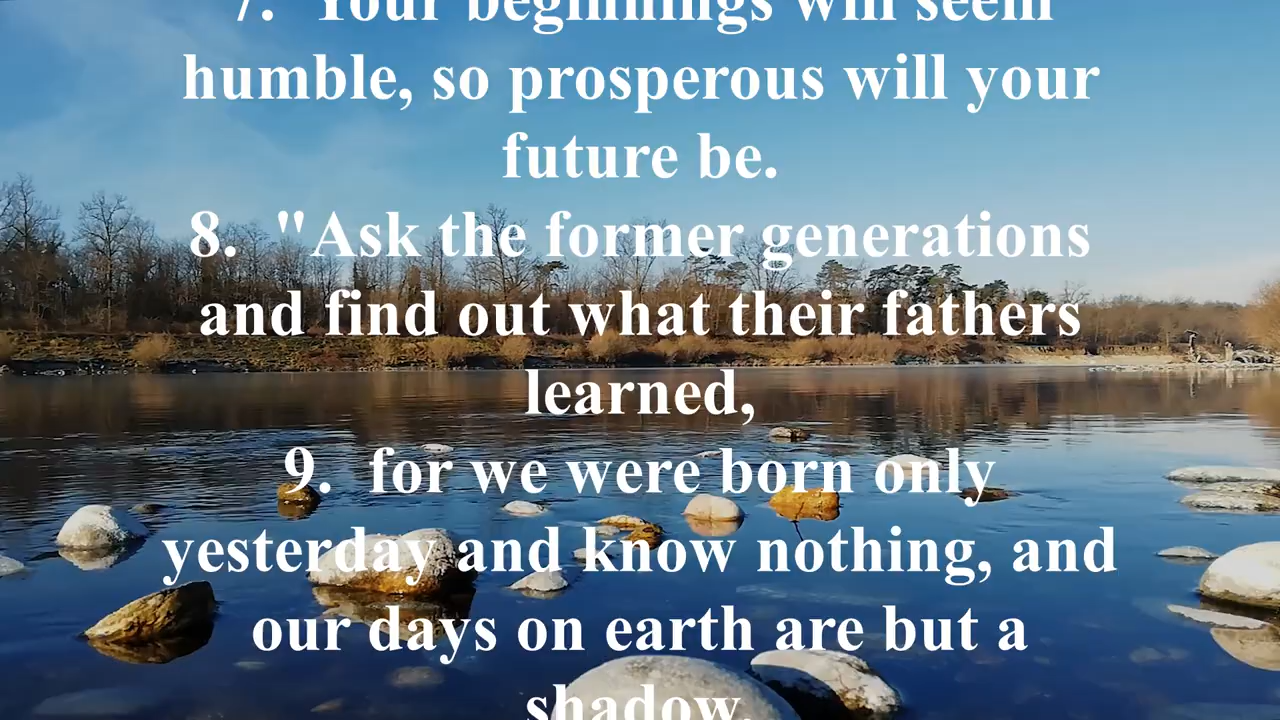 7.  Your beginnings will seem
humble, so prosperous will your
future be.
8.  "Ask the former generations
and find out what their fathers
learned,
9.  for we were born only
yesterday and know nothing, and
our days on earth are but a
shadow.